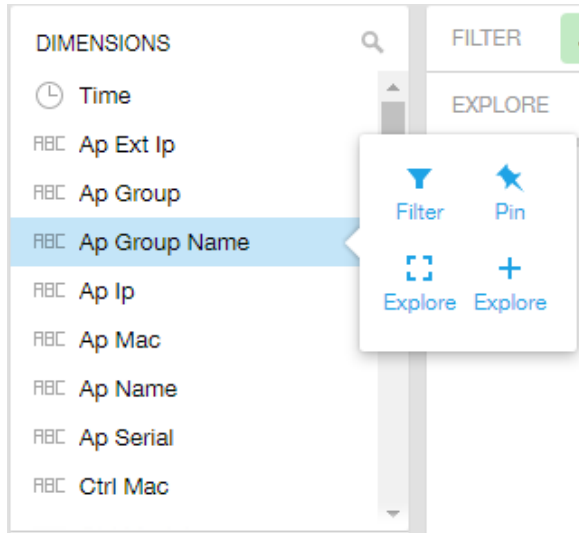 DIMENSIONS
Time
ABC Ap Ext Ip
ABC Ap Group
ABC Ap Group Name
ABC Ap Ip
ABC Ap Mac
ABC Ap Name
ABC Ap Serial
ABC Ctrl Mac
FILTER
EXPLORE
Filter Pin
Explore Explore